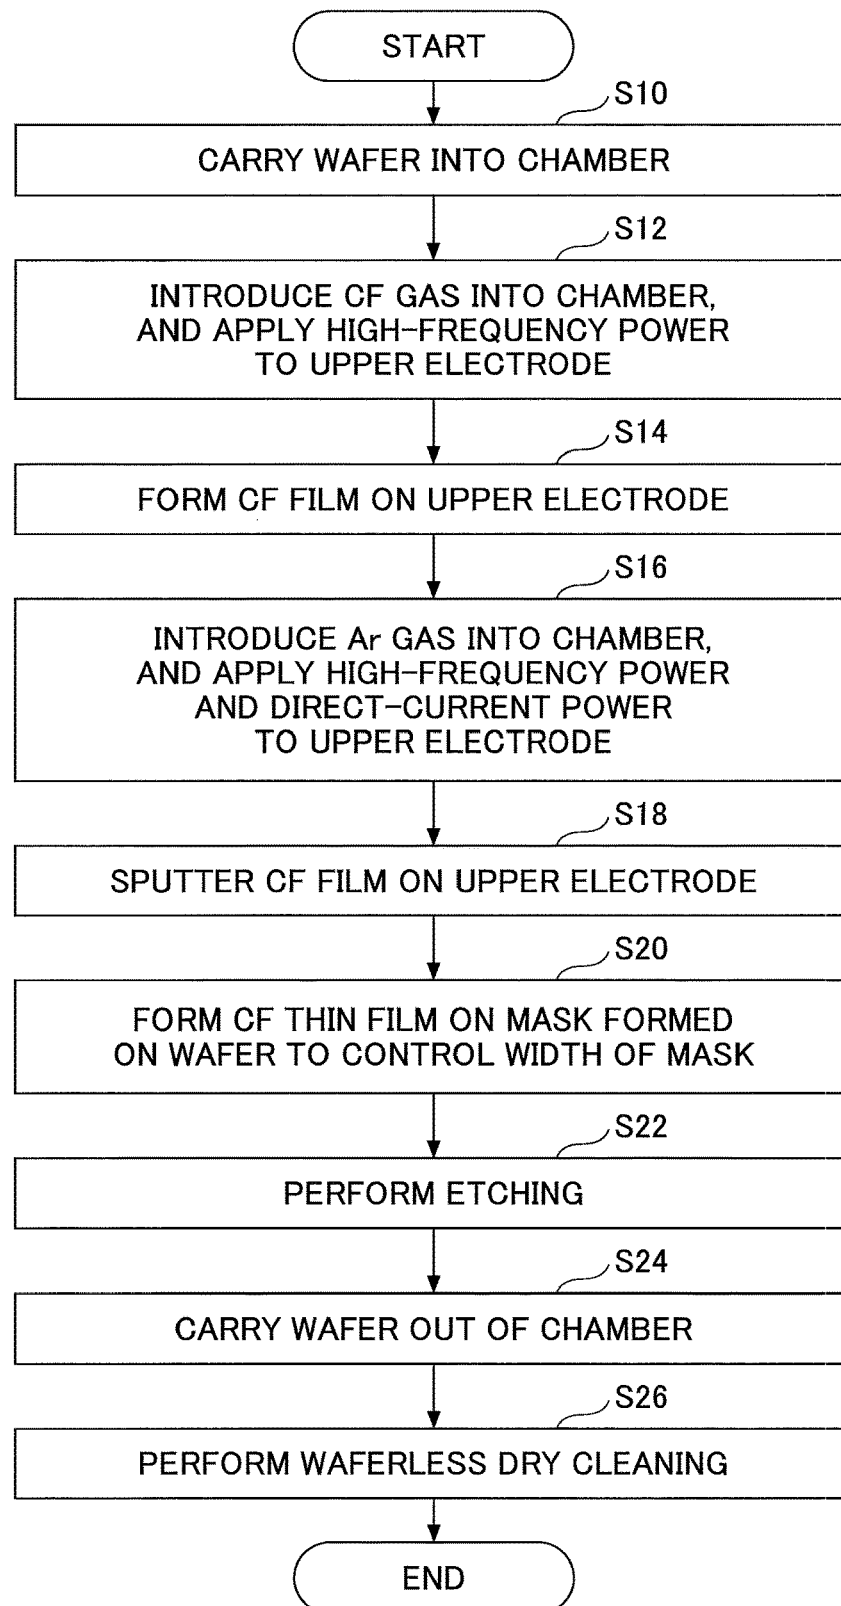 START
S10
CARRY WAFER INTO CHAMBER
S12
INTRODUCE CF GAS INTO CHAMBER,
AND APPLY HIGH-FREQUENCY POWER
TO UPPER ELECTRODE
S14
FORM CF FILM ON UPPER ELECTRODE
S16
INTRODUCE Ar GAS INTO CHAMBER,
AND APPLY HIGH-FREQUENCY POWER
AND DIRECT-CURRENT POWER
TO UPPER ELECTRODE
S18
SPUTTER CF FILM ON UPPER ELECTRODE
S20
FORM CF THIN FILM ON MASK FORMED
ON WAFER TO CONTROL WIDTH OF MASK
S22
PERFORM ETCHING
S24
CARRY WAFER OUT OF CHAMBER
S26
PERFORM WAFERLESS DRY CLEANING
END